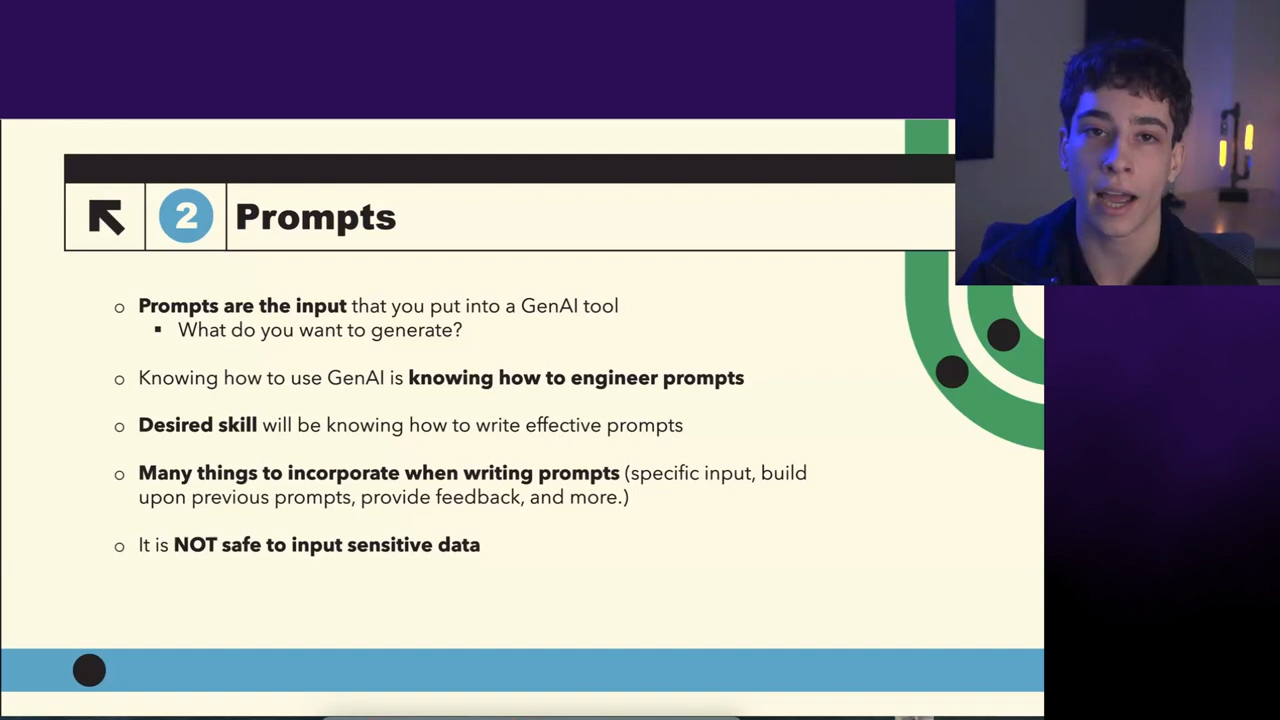 2 Prompts
o Prompts are the input that you put into a GenAI tool
▪ What do you want to generate?
o Knowing how to use GenAI is knowing how to engineer prompts
o Desired skill will be knowing how to write effective prompts
o Many things to incorporate when writing prompts (specific input, build
upon previous prompts, provide feedback, and more.)
o It is NOT safe to input sensitive data